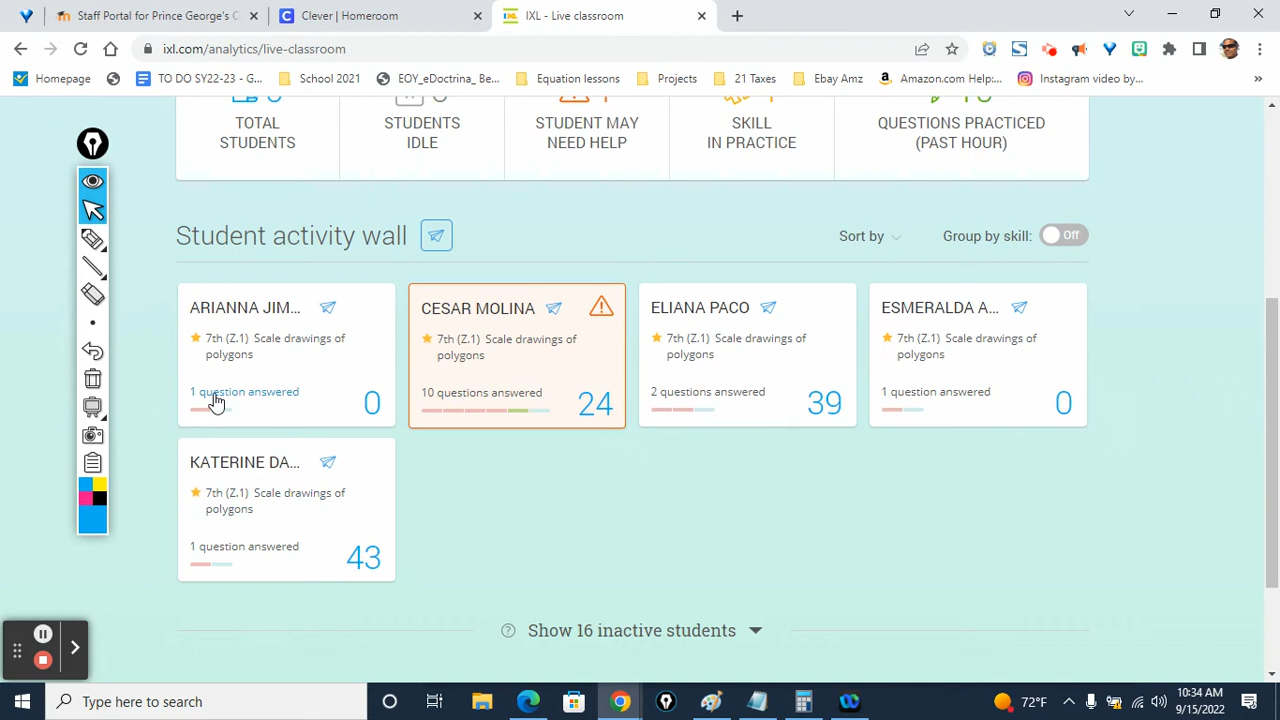 Staff Portal for Prince George's C
Clever | Homeroom
IXL - Live classroom
ixl.com/analytics/live-classroom
Homepage
TO DO SY22-23 - G...
School 2021
EOY_eDoctrina_ Be...
Equation lessons
Projects
21 Taxes
Ebay Amz
Amazon.com Help:...
Instagram video by...
TOTAL STUDENTS
STUDENTS IDLE
STUDENT MAY NEED HELP
SKILL IN PRACTICE
QUESTIONS PRACTICED (PAST HOUR)
Student activity wall
Sort by
Group by skill:
Off
ARIANNA JIM...
7th (Z.1) Scale drawings of
polygons
1 question answered
0
CESAR MOLINA
7th (Z.1) Scale drawings of
polygons
10 questions answered
24
ELIANA PACO
7th (Z.1) Scale drawings of
polygons
2 questions answered
39
ESMERALDA A...
7th (Z.1) Scale drawings of
polygons
1 question answered
0
KATERINE DA...
7th (Z.1) Scale drawings of
polygons
1 question answered
43
Show 16 inactive students
Type here to search
72°F
10:34 AM
9/15/2022